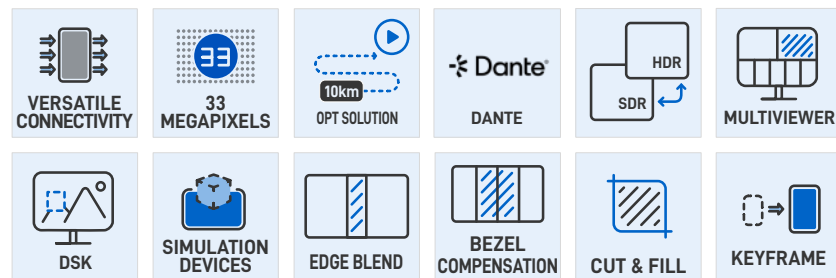 VERSATILE
CONNECTIVITY
33
33
MEGAPIXELS
10km
OPT SOLUTION
Dante
DANTE
HDR
SDR
MULTIVIEWER
DSK
SIMULATION
DEVICES
EDGE BLEND
BEZEL
COMPENSATION
CUT & FILL
KEYFRAME